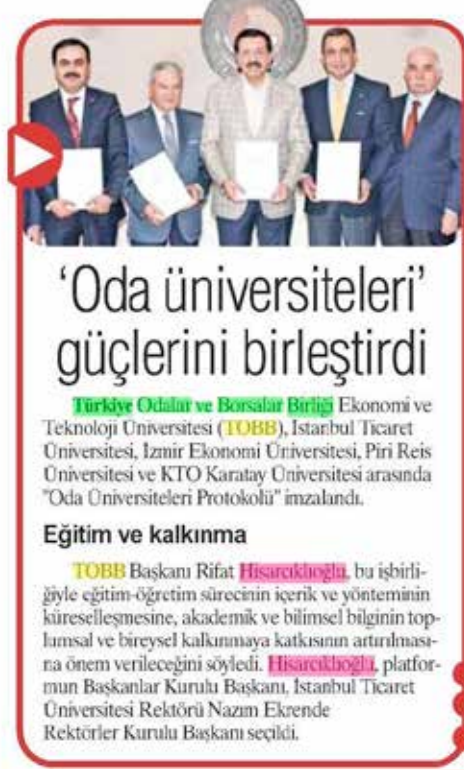 'Oda üniversiteleri'
güçlerini birleştirdi
Türkiye Odalar ve Borsalar Birliği Ekonomi ve
Teknoloji Üniversitesi (TOBB), İstanbul Ticaret
Üniversitesi, İzmir Ekonomi Üniversitesi, Piri Reis
Üniversitesi ve KTO Karatay Üniversitesi arasında
"Oda Üniversiteleri Protokolü" imzalandı.
Eğitim ve kalkınma
TOBB Başkanı Rifat Hisarcıklıoğlu, bu işbirli-
ğiyle eğitim-öğretim sürecinin içerik ve yönteminin
küreselleşmesine, akademik ve bilimsel bilginin top-
lumsal ve bireysel kalkınmaya katkısının artırılması-
na önem verileceğini söyledi. Hisarcıklıoğlu, platfor-
mun Başkanlar Kurulu Başkanı, İstanbul Ticaret
Üniversitesi Rektörü Nazım Ekrende
Rektörler Kurulu Başkanı seçildi.